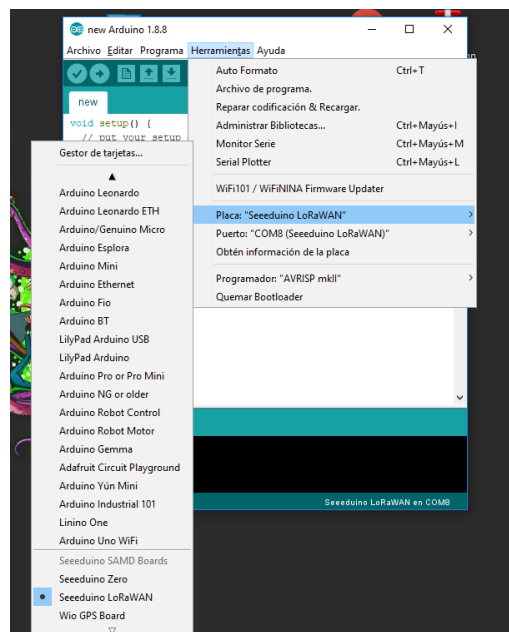 new Arduino 1.8.8
Archivo Editar Programa Herramientas Ayuda
new
void setup() {
// put your setup
Auto Formato Ctrl+T
Archivo de programa.
Reparar codificación & Recargar.
Administrar Bibliotecas... Ctrl+Mayús+I
Monitor Serie Ctrl+Mayús+M
Serial Plotter Ctrl+Mayús+L
WiFi101 / WiFiNINA Firmware Updater
Placa: "Seeeduino LoRaWAN"
Puerto: "COM8 (Seeeduino LoRaWAN)"
Obtén información de la placa
Programador: "AVRISP mkII"
Quemar Bootloader
Gestor de tarjetas...
Arduino Leonardo
Arduino Leonardo ETH
Arduino/Genuino Micro
Arduino Esplora
Arduino Mini
Arduino Ethernet
Arduino Fio
Arduino BT
LilyPad Arduino USB
LilyPad Arduino
Arduino Pro or Pro Mini
Arduino NG or older
Arduino Robot Control
Arduino Robot Motor
Arduino Gemma
Adafruit Circuit Playground
Arduino Yún Mini
Arduino Industrial 101
Linino One
Arduino Uno WiFi
Seeeduino SAMD Boards
Seeeduino Zero
Seeeduino LoRaWAN
Wio GPS Board
Seeeduino LoRaWAN en COM8